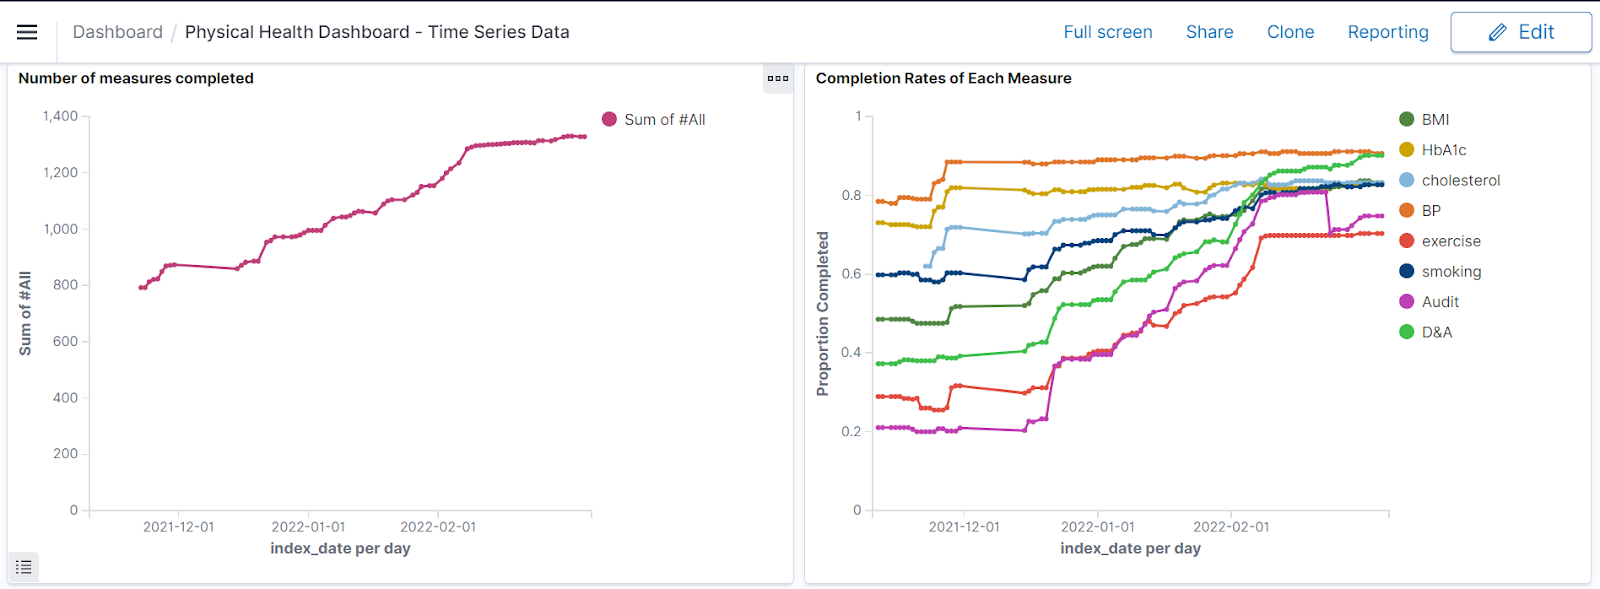 Dashboard / Physical Health Dashboard - Time Series Data
Full screen
Share
Clone
Reporting
Edit
Number of measures completed
1,400
1,200
1,000
800
600
400
200
0
Sum of #All
2021-12-01
2022-01-01
2022-02-01
index_date per day
Sum of #All
Completion Rates of Each Measure
1
0.8
0.6
0.4
0.2
0
Proportion Completed
2021-12-01
2022-01-01
2022-02-01
index_date per day
BMI
HbA1c
cholesterol
BP
exercise
smoking
Audit
D&A